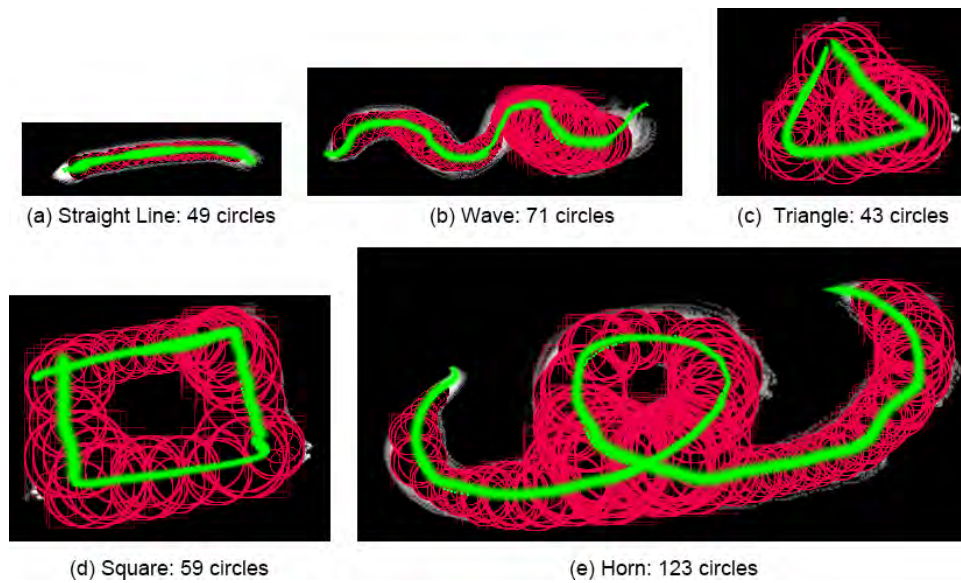 (a) Straight Line: 49 circles
(b) Wave: 71 circles
(c) Triangle: 43 circles
(d) Square: 59 circles
(e) Horn: 123 circles